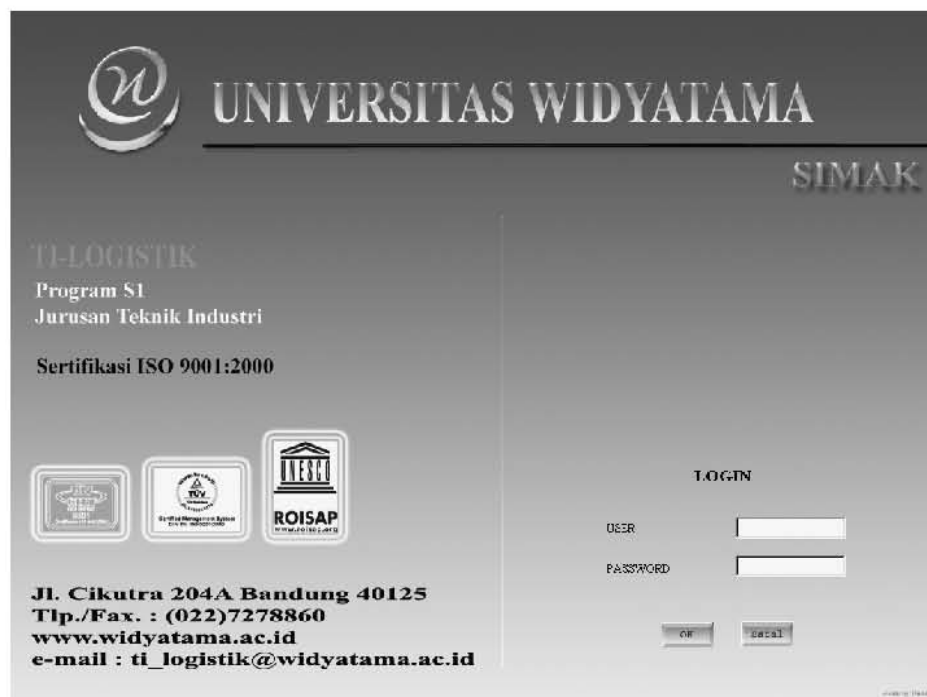 UNIVERSITAS WIDYATAMA
SIMAK
TI-LOGISTIK
Program S1
Jurusan Teknik Industri
Sertifikasi ISO 9001:2000
TÜV
UNESCO
ROISAP
LOGIN
USER
PASSWORD
OK
Batal
Jl. Cikutra 204A Bandung 40125
Tlp./Fax. : (022)7278860
www.widyatama.ac.id
e-mail : ti_logistik@widyatama.ac.id